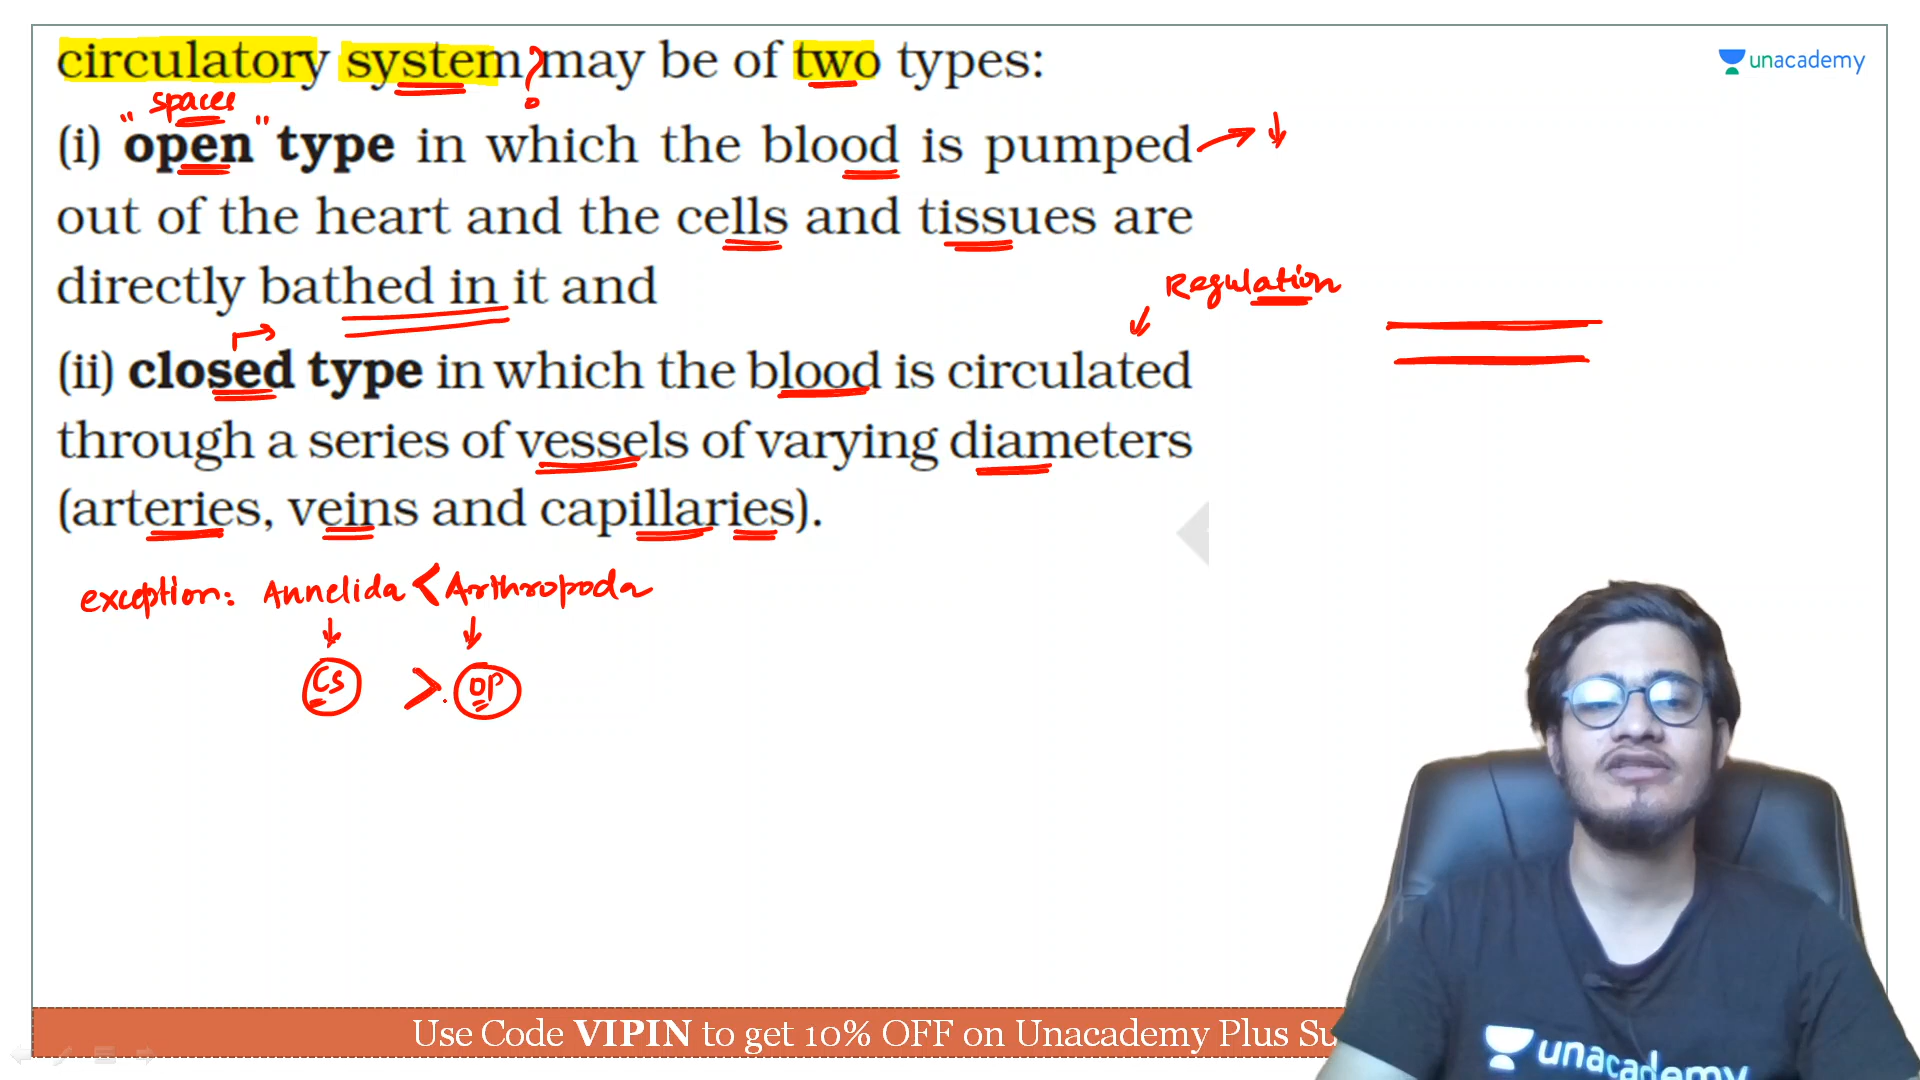 circulatory system ? may be of two types:
unacademy
spaces
(i) "open" type in which the blood is pumped
out of the heart and the cells and tissues are
directly bathed in it and
Regulation
(ii) closed type in which the blood is circulated
through a series of vessels of varying diameters
(arteries, veins and capillaries).
exception: Annelida < Arthropoda
CS > OP
Use Code VIPIN to get 10% OFF on Unacademy Plus Su
unacademy